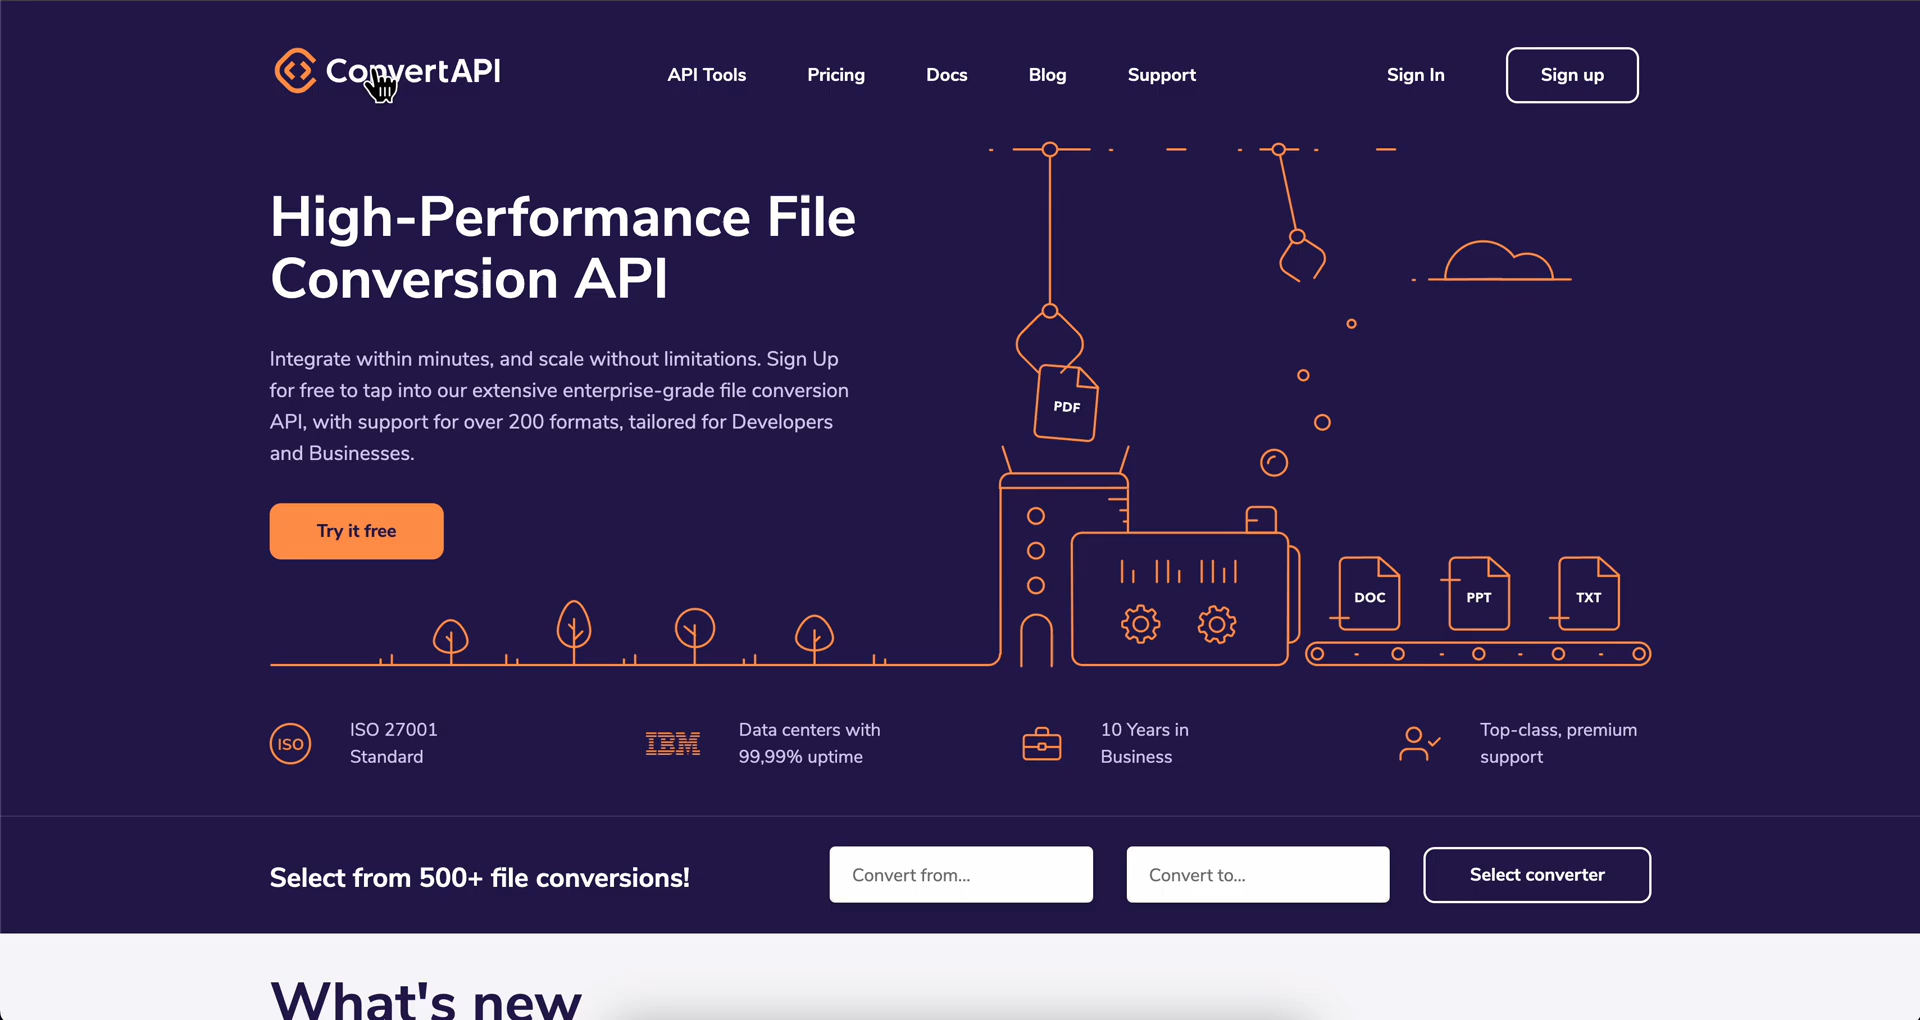 ConvertAPI
API Tools
Pricing
Docs
Blog
Support
Sign In
Sign up
High-Performance File
Conversion API
Integrate within minutes, and scale without limitations. Sign Up
for free to tap into our extensive enterprise-grade file conversion
API, with support for over 200 formats, tailored for Developers
and Businesses.
Try it free
PDF
DOC
PPT
TXT
ISO
ISO 27001
Standard
IBM
Data centers with
99,99% uptime
10 Years in
Business
Top-class, premium
support
Select from 500+ file conversions!
Convert from...
Convert to...
Select converter
What's new